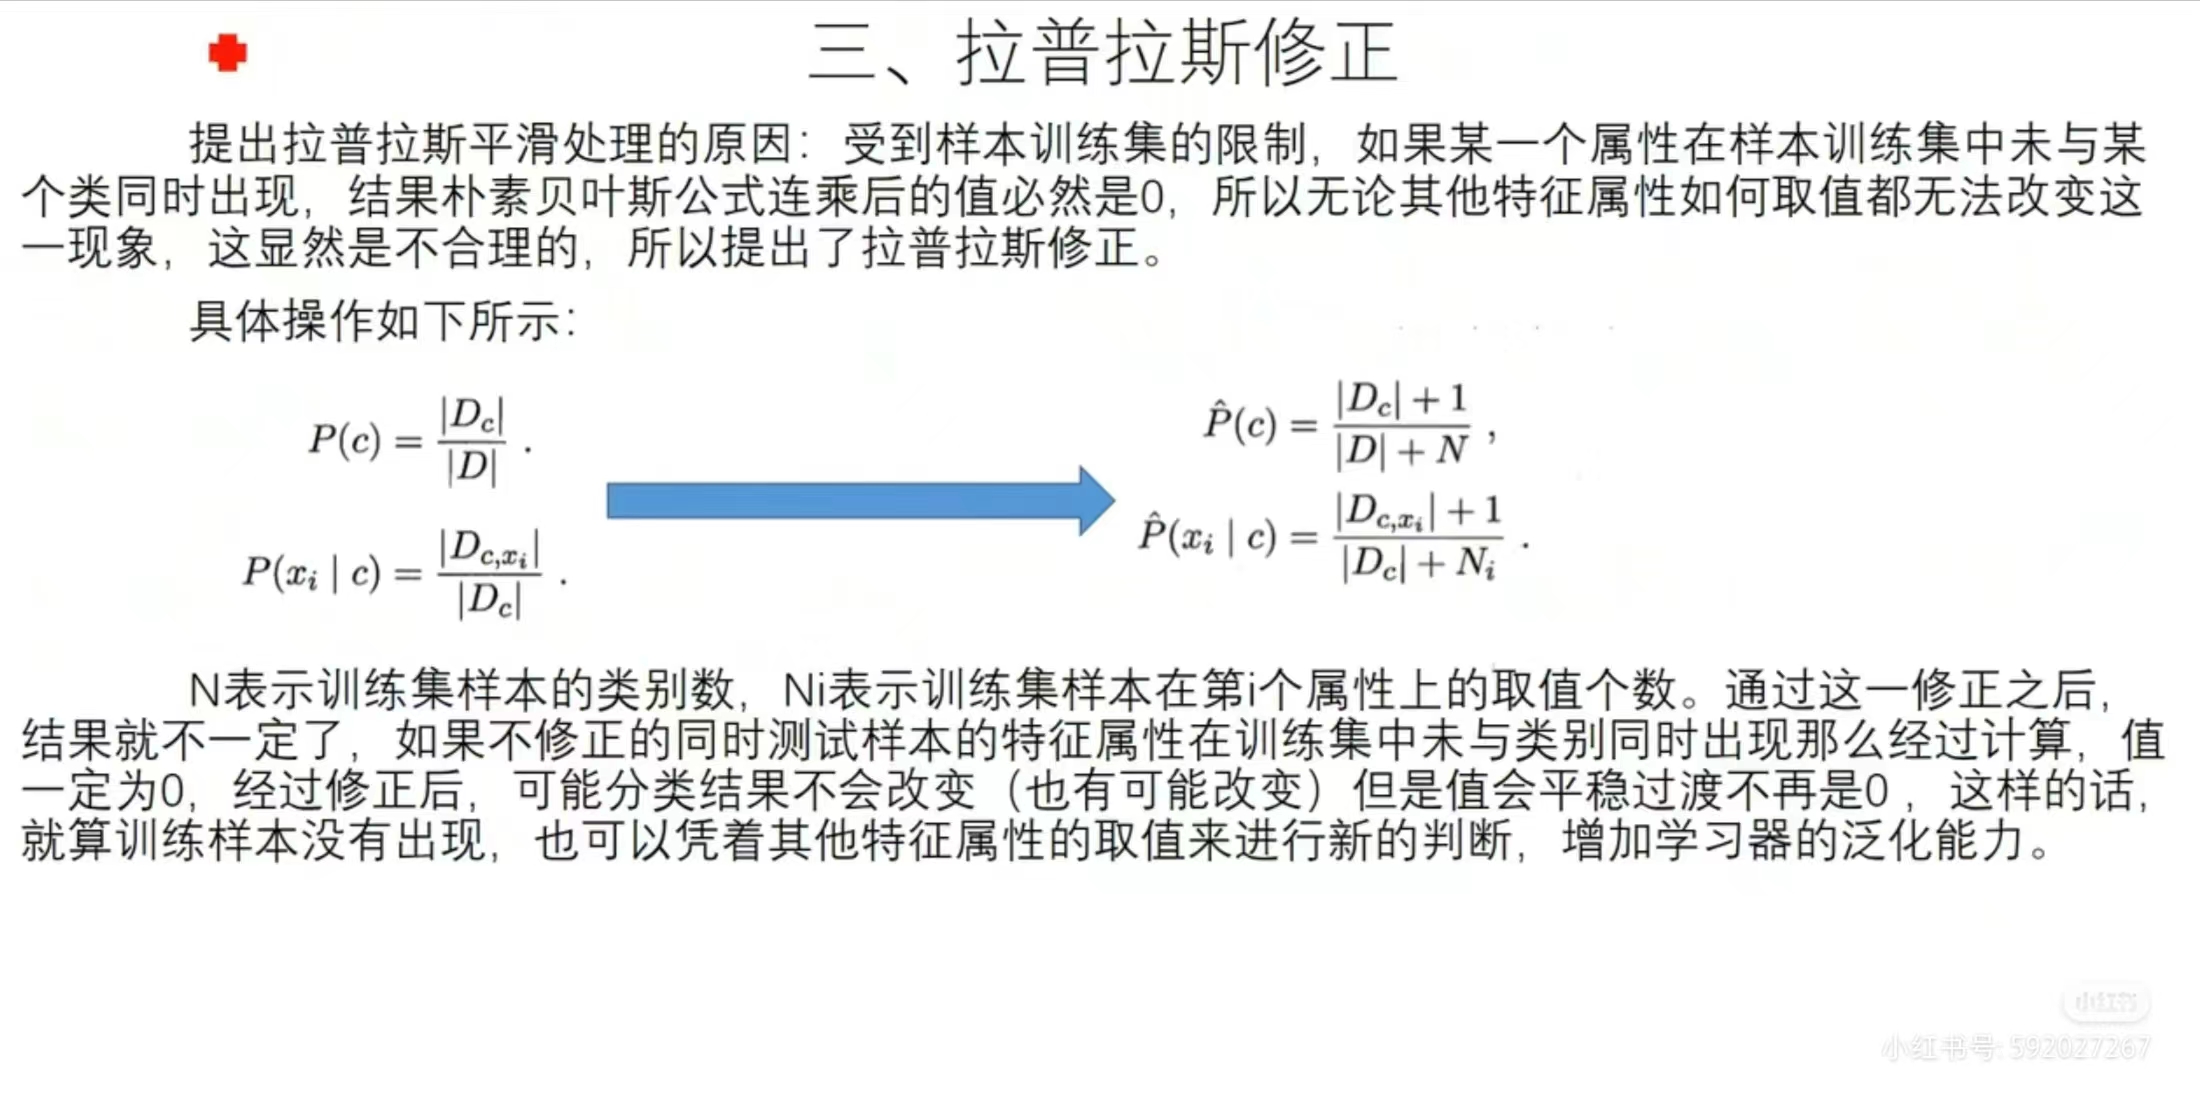 三、拉普拉斯修正
提出拉普拉斯平滑处理的原因：受到样本训练集的限制，如果某一个属性在样本训练集中未与某
个类同时出现，结果朴素贝叶斯公式连乘后的值必然是0，所以无论其他特征属性如何取值都无法改变这
一现象，这显然是不合理的，所以提出了拉普拉斯修正。
具体操作如下所示：
P(c) = |D_c| / |D| .
P(x_i | c) = |D_{c,x_i}| / |D_c| .
P̂(c) = (|D_c| + 1) / (|D| + N) ,
P̂(x_i | c) = (|D_{c,x_i}| + 1) / (|D_c| + N_i) .
N表示训练集样本的类别数，Ni表示训练集样本在第i个属性上的取值个数。通过这一修正之后，
结果就不一定了，如果不修正的同时测试样本的特征属性在训练集中未与类别同时出现那么经过计算，值
一定为0，经过修正后，可能分类结果不会改变（也有可能改变）但是值会平稳过渡不再是0 ，这样的话，
就算训练样本没有出现，也可以凭着其他特征属性的取值来进行新的判断，增加学习器的泛化能力。
小红书号: 592027267